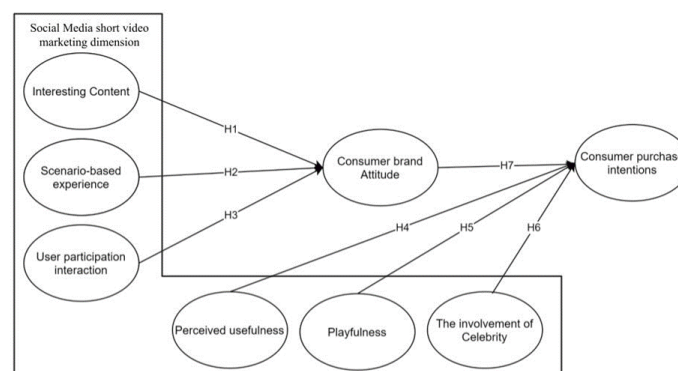 Social Media short video
marketing dimension
Interesting Content
H1
Scenario-based
experience
H2
Consumer brand
Attitude
H7
Consumer purchas
intentions
H3
User participation
interaction
H4
H5
H6
Perceived usefulness
Playfulness
The involvement of
Celebrity